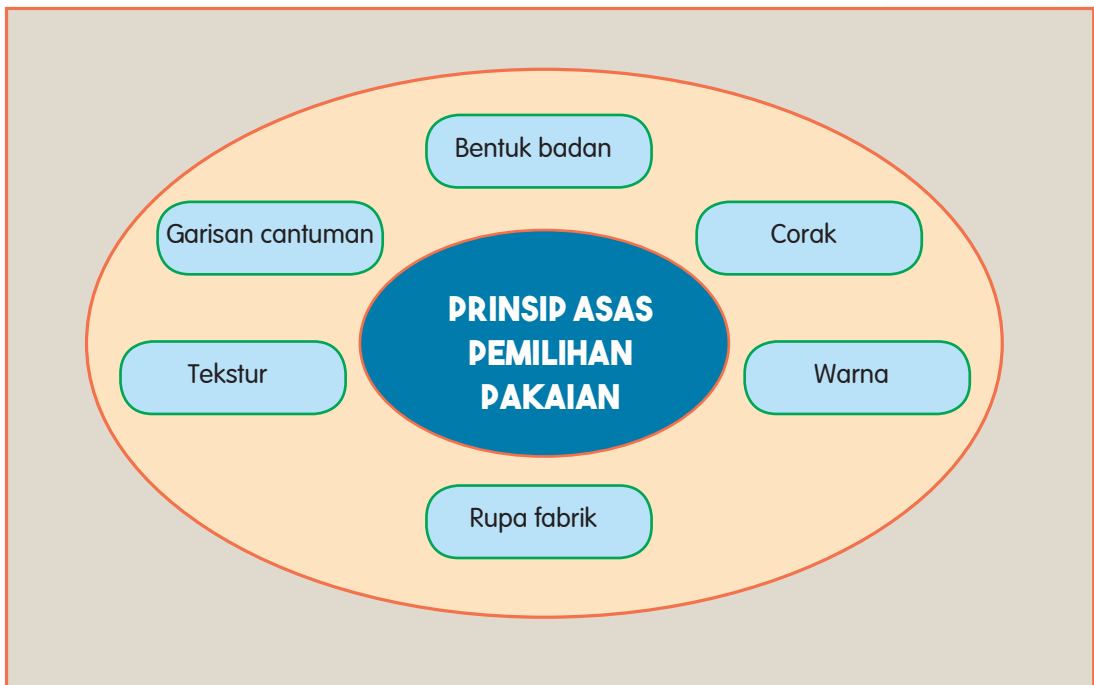 Bentuk badan
Garisan cantuman
Corak
PRINSIP ASAS
PEMILIHAN
PAKAIAN
Tekstur
Warna
Rupa fabrik